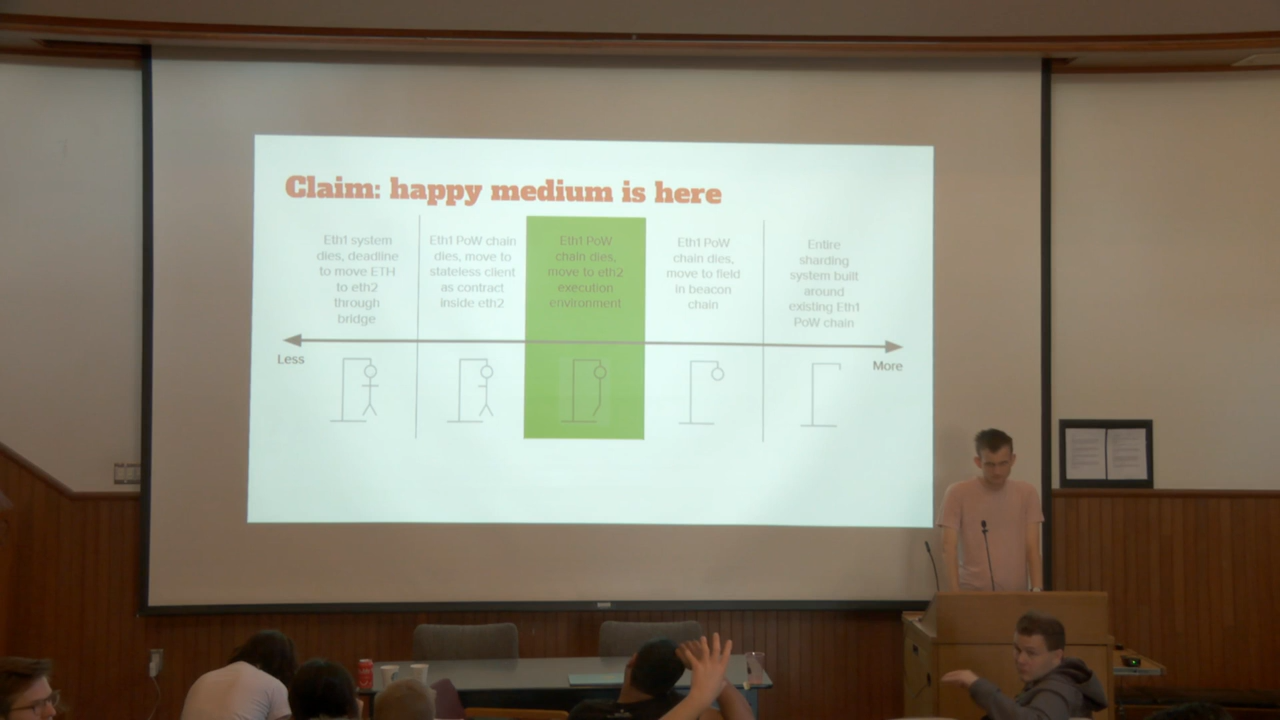 Claim: happy medium is here
Eth1 system
dies, deadline
to move ETH
to eth2
through
bridge
Eth1 PoW chain
dies, move to
stateless client
as contract
inside eth2
Eth1 PoW
chain dies,
move to eth2
execution
environment
Eth1 PoW
chain dies,
move to field
in beacon
chain
Entire
sharding
system built
around
existing Eth1
PoW chain
Less
More